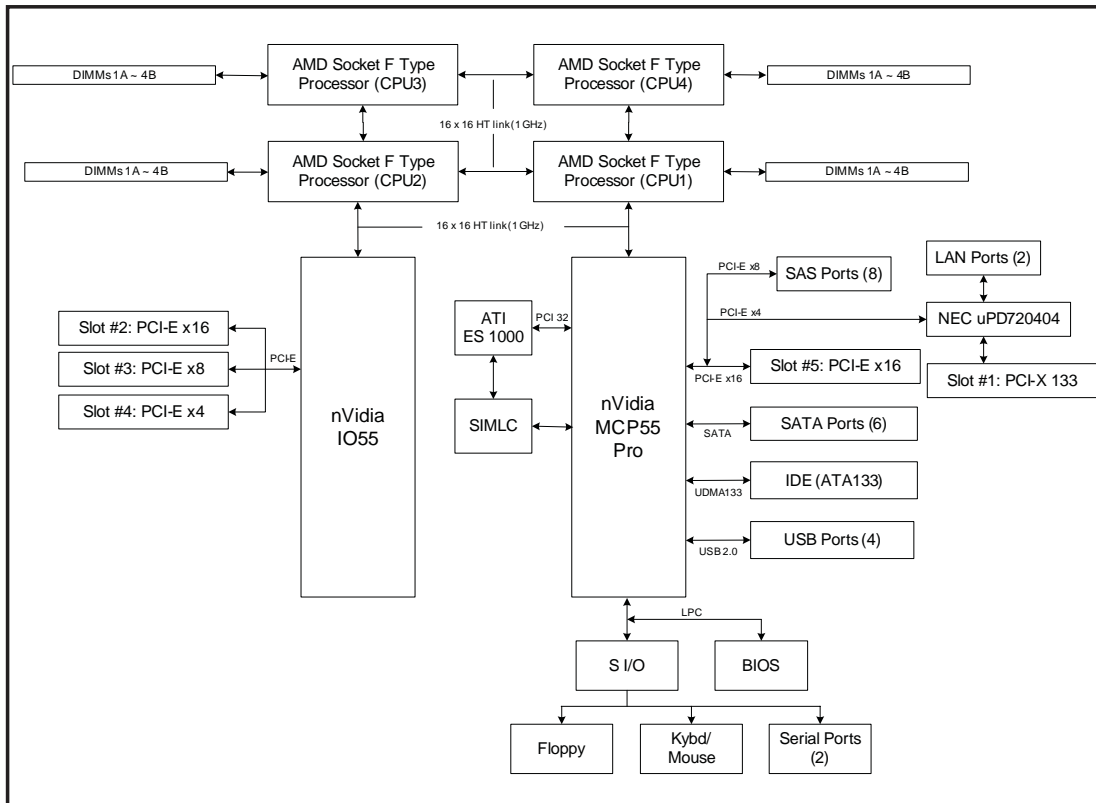 DIMMs 1A ~ 4B
AMD Socket F Type
Processor (CPU3)
AMD Socket F Type
Processor (CPU4)
DIMMs 1A ~ 4B
16 x 16 HT link (1 GHz)
DIMMs 1A ~ 4B
AMD Socket F Type
Processor (CPU2)
AMD Socket F Type
Processor (CPU1)
DIMMs 1A ~ 4B
16 x 16 HT link (1 GHz)
Slot #2: PCI-E x16
Slot #3: PCI-E x8
Slot #4: PCI-E x4
PCI-E
nVidia
IO55
ATI
ES 1000
PCI 32
SIMLC
nVidia
MCP55
Pro
PCI-E x8
SAS Ports (8)
PCI-E x4
LAN Ports (2)
NEC uPD720404
Slot #1: PCI-X 133
PCI-E x16
Slot #5: PCI-E x16
SATA
SATA Ports (6)
UDMA133
IDE (ATA133)
USB 2.0
USB Ports (4)
LPC
S I/O
BIOS
Floppy
Kybd/
Mouse
Serial Ports
(2)